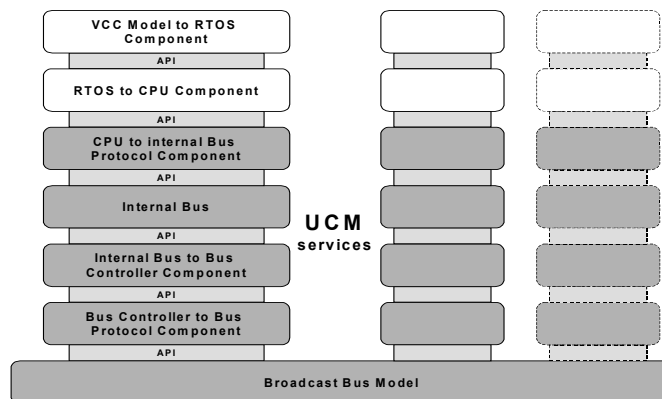 VCC Model to RTOS
Component
API
RTOS to CPU Component
API
CPU to internal Bus
Protocol Component
API
Internal Bus
API
Internal Bus to Bus
Controller Component
API
Bus Controller to Bus
Protocol Component
API
UCM
services
Broadcast Bus Model